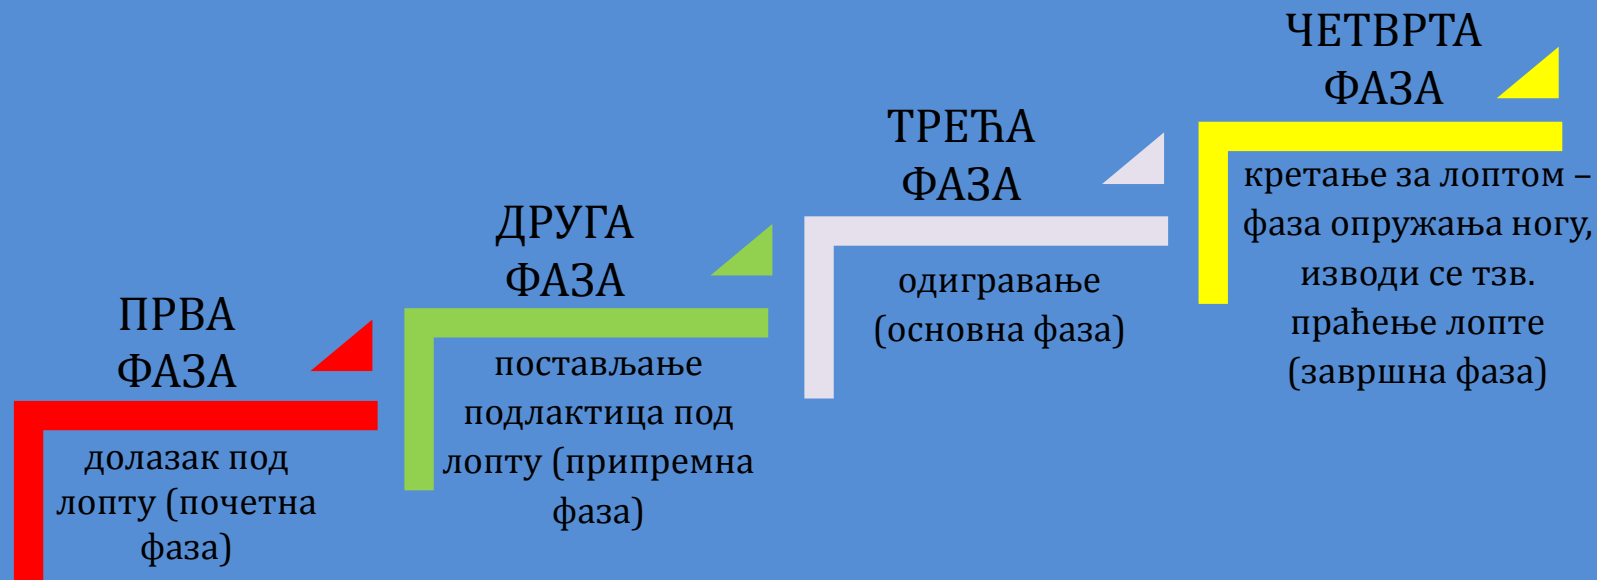 ПРВА
ФАЗА
долазак под
лопту (почетна
фаза)
ДРУГА
ФАЗА
постављање
подлактица под
лопту (припремна
фаза)
ТРЕЋА
ФАЗА
одигравање
(основна фаза)
ЧЕТВРТА
ФАЗА
кретање за лоптом –
фаза опружања ногу,
изводи се тзв.
праћење лопте
(завршна фаза)